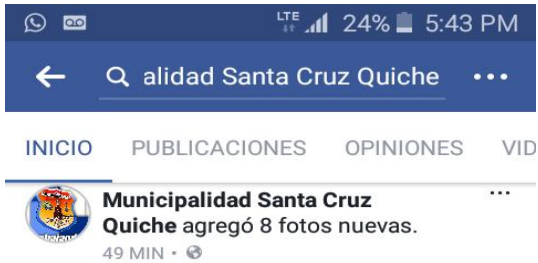 LTE 24% 5:43 PM
alidad Santa Cruz Quiche
INICIO PUBLICACIONES OPINIONES VID
Municipalidad Santa Cruz
Quiche agregó 8 fotos nuevas.
49 MIN •